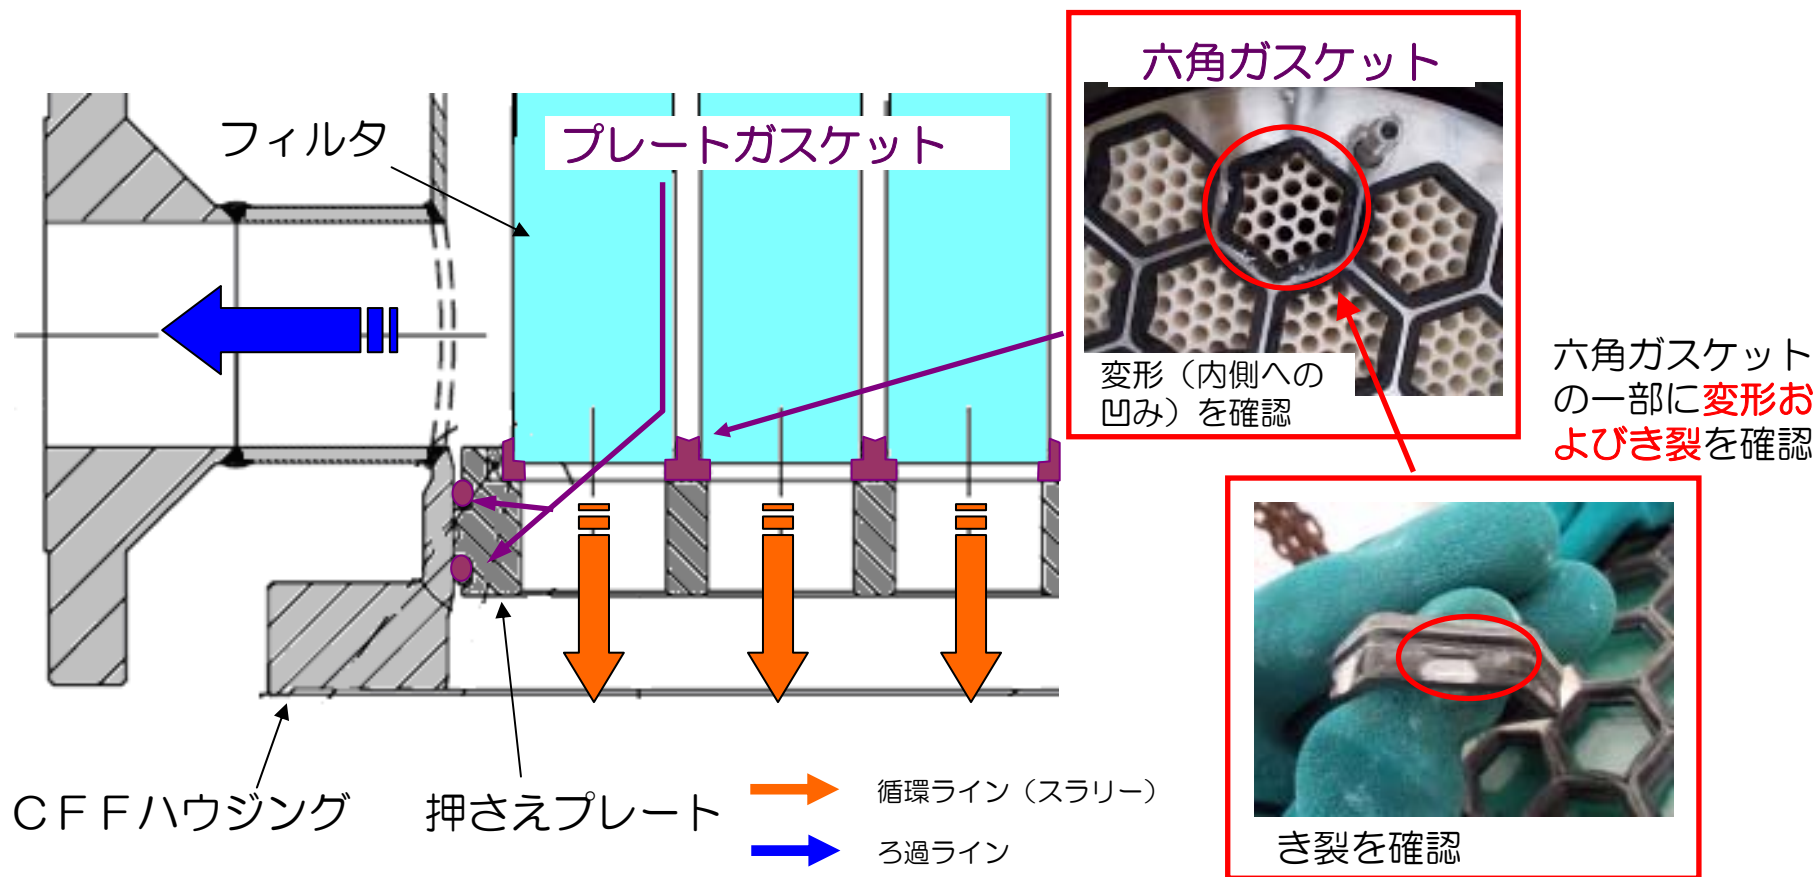 六角ガスケット
フィルタ
プレートガスケット
変形（内側への
凹み）を確認
六角ガスケット
の一部に変形お
よびき裂を確認
ＣＦＦハウジング
押さえプレート
循環ライン（スラリー）
ろ過ライン
き裂を確認